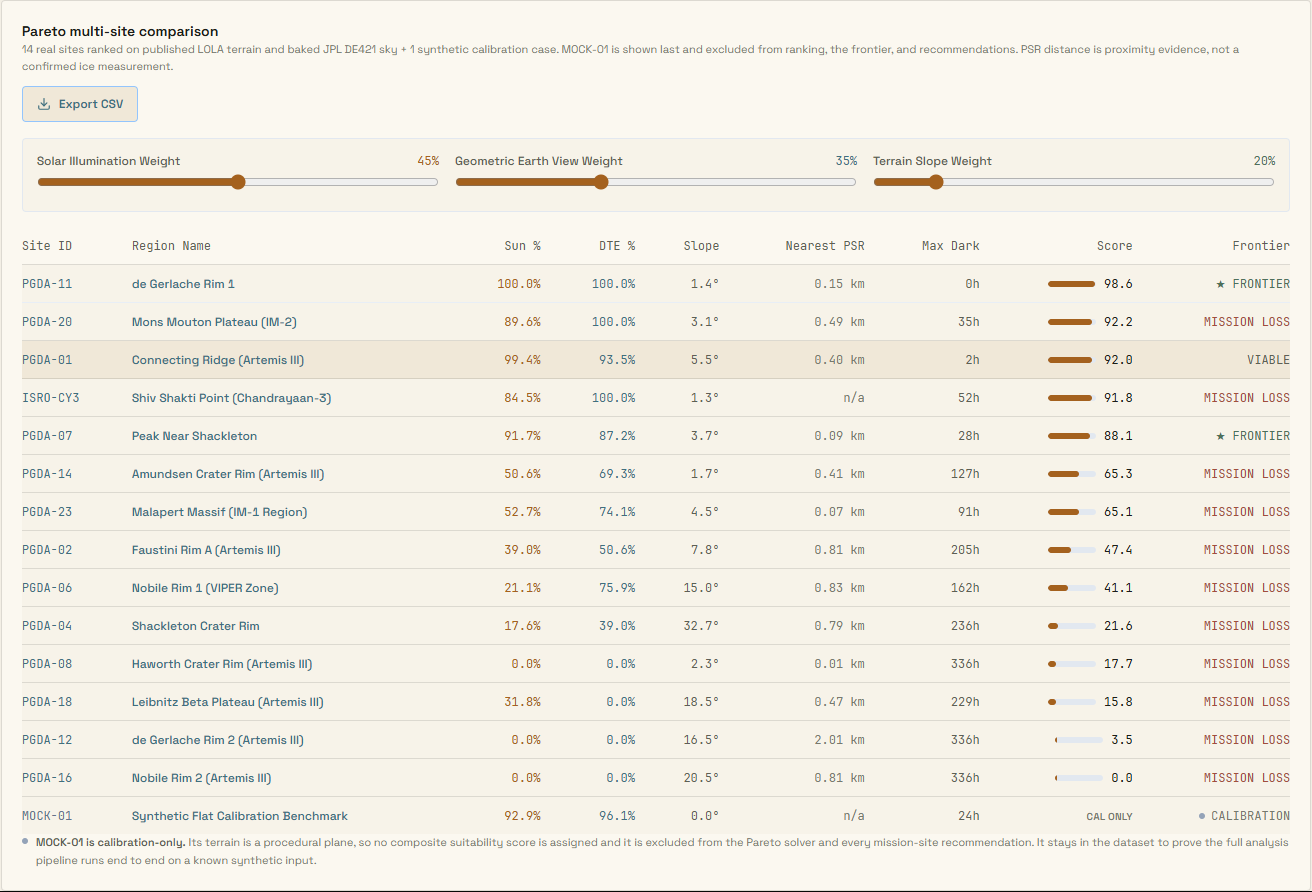 Pareto multi-site comparison
14 real sites ranked on published LOLA terrain and baked JPL DE421 sky + 1 synthetic calibration case. MOCK-01 is shown last and excluded from ranking, the frontier, and recommendations. PSR distance is proximity evidence, not a
confirmed ice measurement.
Export CSV
Solar Illumination Weight 45% Geometric Earth View Weight 35% Terrain Slope Weight 20%
Site ID Region Name Sun % DTE % Slope Nearest PSR Max Dark Score Frontier
PGDA-11 de Gerlache Rim 1 100.0% 100.0% 1.4° 0.15 km 0h 98.6 ★ FRONTIER
PGDA-20 Mons Mouton Plateau (IM-2) 89.6% 100.0% 3.1° 0.49 km 35h 92.2 MISSION LOSS
PGDA-01 Connecting Ridge (Artemis III) 99.4% 93.5% 5.5° 0.40 km 2h 92.0 VIABLE
ISRO-CY3 Shiv Shakti Point (Chandrayaan-3) 84.5% 100.0% 1.3° n/a 52h 91.8 MISSION LOSS
PGDA-07 Peak Near Shackleton 91.7% 87.2% 3.7° 0.09 km 28h 88.1 ★ FRONTIER
PGDA-14 Amundsen Crater Rim (Artemis III) 50.6% 69.3% 1.7° 0.41 km 127h 65.3 MISSION LOSS
PGDA-23 Malapert Massif (IM-1 Region) 52.7% 74.1% 4.5° 0.07 km 91h 65.1 MISSION LOSS
PGDA-02 Faustini Rim A (Artemis III) 39.0% 50.6% 7.8° 0.81 km 205h 47.4 MISSION LOSS
PGDA-06 Nobile Rim 1 (VIPER Zone) 21.1% 75.9% 15.0° 0.83 km 162h 41.1 MISSION LOSS
PGDA-04 Shackleton Crater Rim 17.6% 39.0% 32.7° 0.79 km 236h 21.6 MISSION LOSS
PGDA-08 Haworth Crater Rim (Artemis III) 0.0% 0.0% 2.3° 0.01 km 336h 17.7 MISSION LOSS
PGDA-18 Leibnitz Beta Plateau (Artemis III) 31.8% 0.0% 18.5° 0.47 km 229h 15.8 MISSION LOSS
PGDA-12 de Gerlache Rim 2 (Artemis III) 0.0% 0.0% 16.5° 2.01 km 336h 3.5 MISSION LOSS
PGDA-16 Nobile Rim 2 (Artemis III) 0.0% 0.0% 20.5° 0.81 km 336h 0.0 MISSION LOSS
MOCK-01 Synthetic Flat Calibration Benchmark 92.9% 96.1% 0.0° n/a 24h CAL ONLY CALIBRATION
MOCK-01 is calibration-only. Its terrain is a procedural plane, so no composite suitability score is assigned and it is excluded from the Pareto solver and every mission-site recommendation. It stays in the dataset to prove the full analysis
pipeline runs end to end on a known synthetic input.